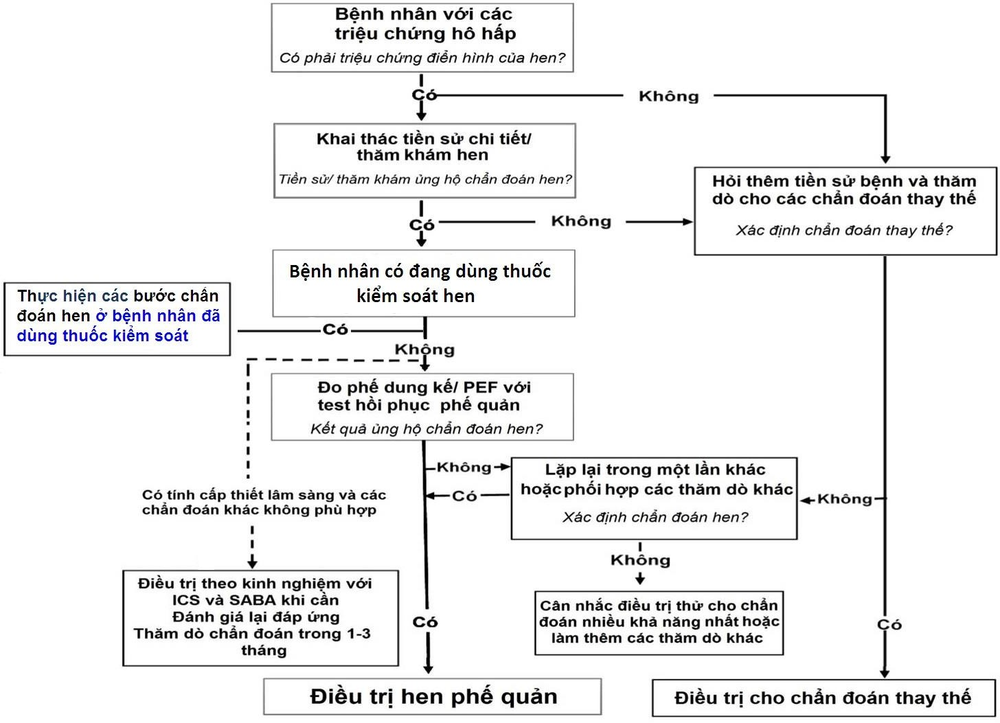 Bệnh nhân với các
triệu chứng hô hấp
Có phải triệu chứng điển hình của hen?
Có
Không
Khai thác tiền sử chi tiết/
thăm khám hen
Tiền sử/ thăm khám ủng hộ chẩn đoán hen?
Hỏi thêm tiền sử bệnh và thăm
dò cho các chẩn đoán thay thế
Xác định chẩn đoán thay thế?
Có
Không
Bệnh nhân có đang dùng thuốc
kiểm soát hen
Thực hiện các bước chẩn
đoán hen ở bệnh nhân đã
dùng thuốc kiểm soát
Có
Không
Đo phế dung kế/ PEF với
test hồi phục phế quản
Kết quả ủng hộ chẩn đoán hen?
Không
Có
Lặp lại trong một lần khác
hoặc phối hợp các thăm dò khác
Xác định chẩn đoán hen?
Không
Có tính cấp thiết lâm sàng và các
chẩn đoán khác không phù hợp
Không
Điều trị theo kinh nghiệm với
ICS và SABA khi cần
Đánh giá lại đáp ứng
Thăm dò chẩn đoán trong 1-3
tháng
Cân nhắc điều trị thử cho chẩn
đoán nhiều khả năng nhất hoặc
làm thêm các thăm dò khác
Có
Có
Điều trị hen phế quản
Điều trị cho chẩn đoán thay thế